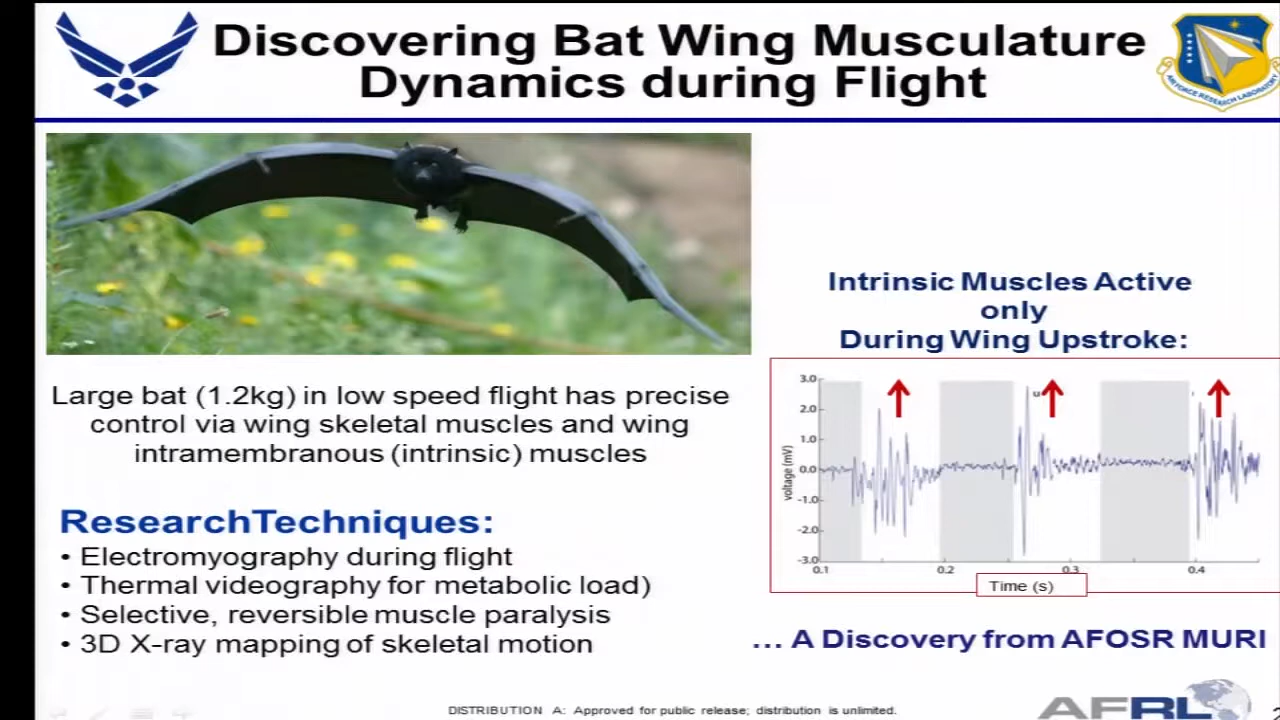 Discovering Bat Wing Musculature
Dynamics during Flight
AIR FORCE RESEARCH LABORATORY
Large bat (1.2kg) in low speed flight has precise
control via wing skeletal muscles and wing
intramembranous (intrinsic) muscles
ResearchTechniques:
• Electromyography during flight
• Thermal videography for metabolic load)
• Selective, reversible muscle paralysis
• 3D X-ray mapping of skeletal motion
Intrinsic Muscles Active
only
During Wing Upstroke:
3.0
2.0
1.0
0.0
-1.0
-2.0
-3.0
voltage (mV)
u
0.1 0.2 0.3 0.4
Time (s)
... A Discovery from AFOSR MURI
DISTRIBUTION A: Approved for public release; distribution is unlimited.
AFRL